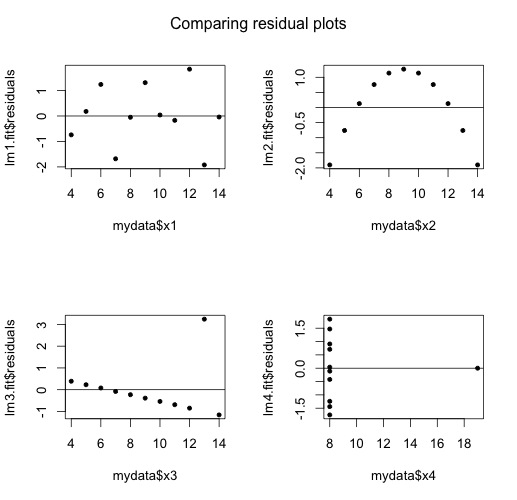 Comparing residual plots
lm1.fit$residuals
1
0
-1
-2
4 6 8 10 12 14
mydata$x1
lm2.fit$residuals
1.0
-0.5
-2.0
4 6 8 10 12 14
mydata$x2
lm3.fit$residuals
3
2
1
0
-1
4 6 8 10 12 14
mydata$x3
lm4.fit$residuals
1.5
0.0
-1.5
8 10 12 14 16 18
mydata$x4